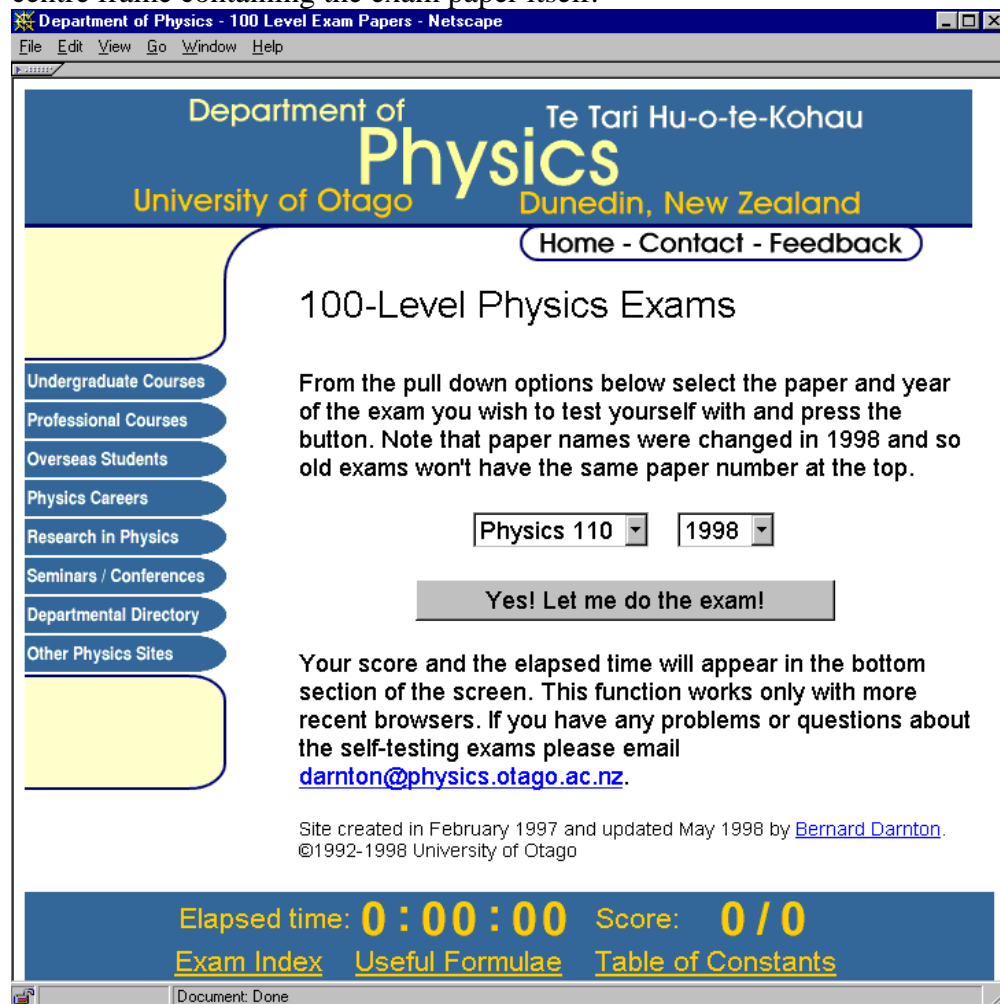 centre frame containing the exam paper itself.
Department of Physics - 100 Level Exam Papers - Netscape
File Edit View Go Window Help
Department of Te Tari Hu-o-te-Kohau
Physics
University of Otago Dunedin, New Zealand
Home - Contact - Feedback
100-Level Physics Exams
Undergraduate Courses
Professional Courses
Overseas Students
Physics Careers
Research in Physics
Seminars / Conferences
Departmental Directory
Other Physics Sites
From the pull down options below select the paper and year
of the exam you wish to test yourself with and press the
button. Note that paper names were changed in 1998 and so
old exams won't have the same paper number at the top.
Physics 110 1998
Yes! Let me do the exam!
Your score and the elapsed time will appear in the bottom
section of the screen. This function works only with more
recent browsers. If you have any problems or questions about
the self-testing exams please email
darnton@physics.otago.ac.nz.
Site created in February 1997 and updated May 1998 by Bernard Darnton.
©1992-1998 University of Otago
Elapsed time: 0:00:00 Score: 0/0
Exam Index Useful Formulae Table of Constants
Document: Done